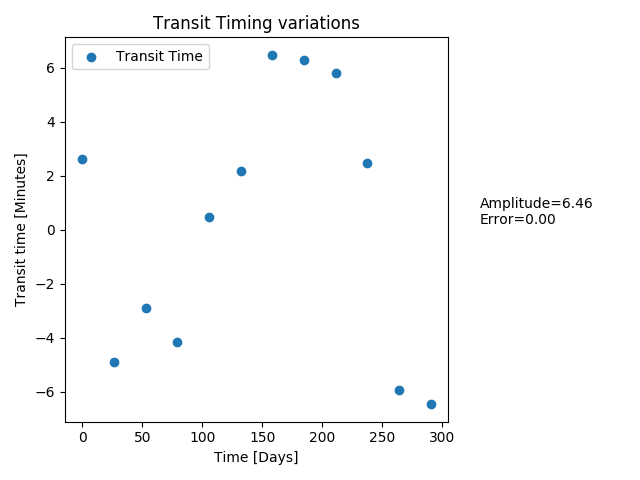 Transit Timing variations
Transit Time
Transit time [Minutes]
6
4
2
0
−2
−4
−6
0
50
100
150
200
250
300
Time [Days]
Amplitude=6.46
Error=0.00